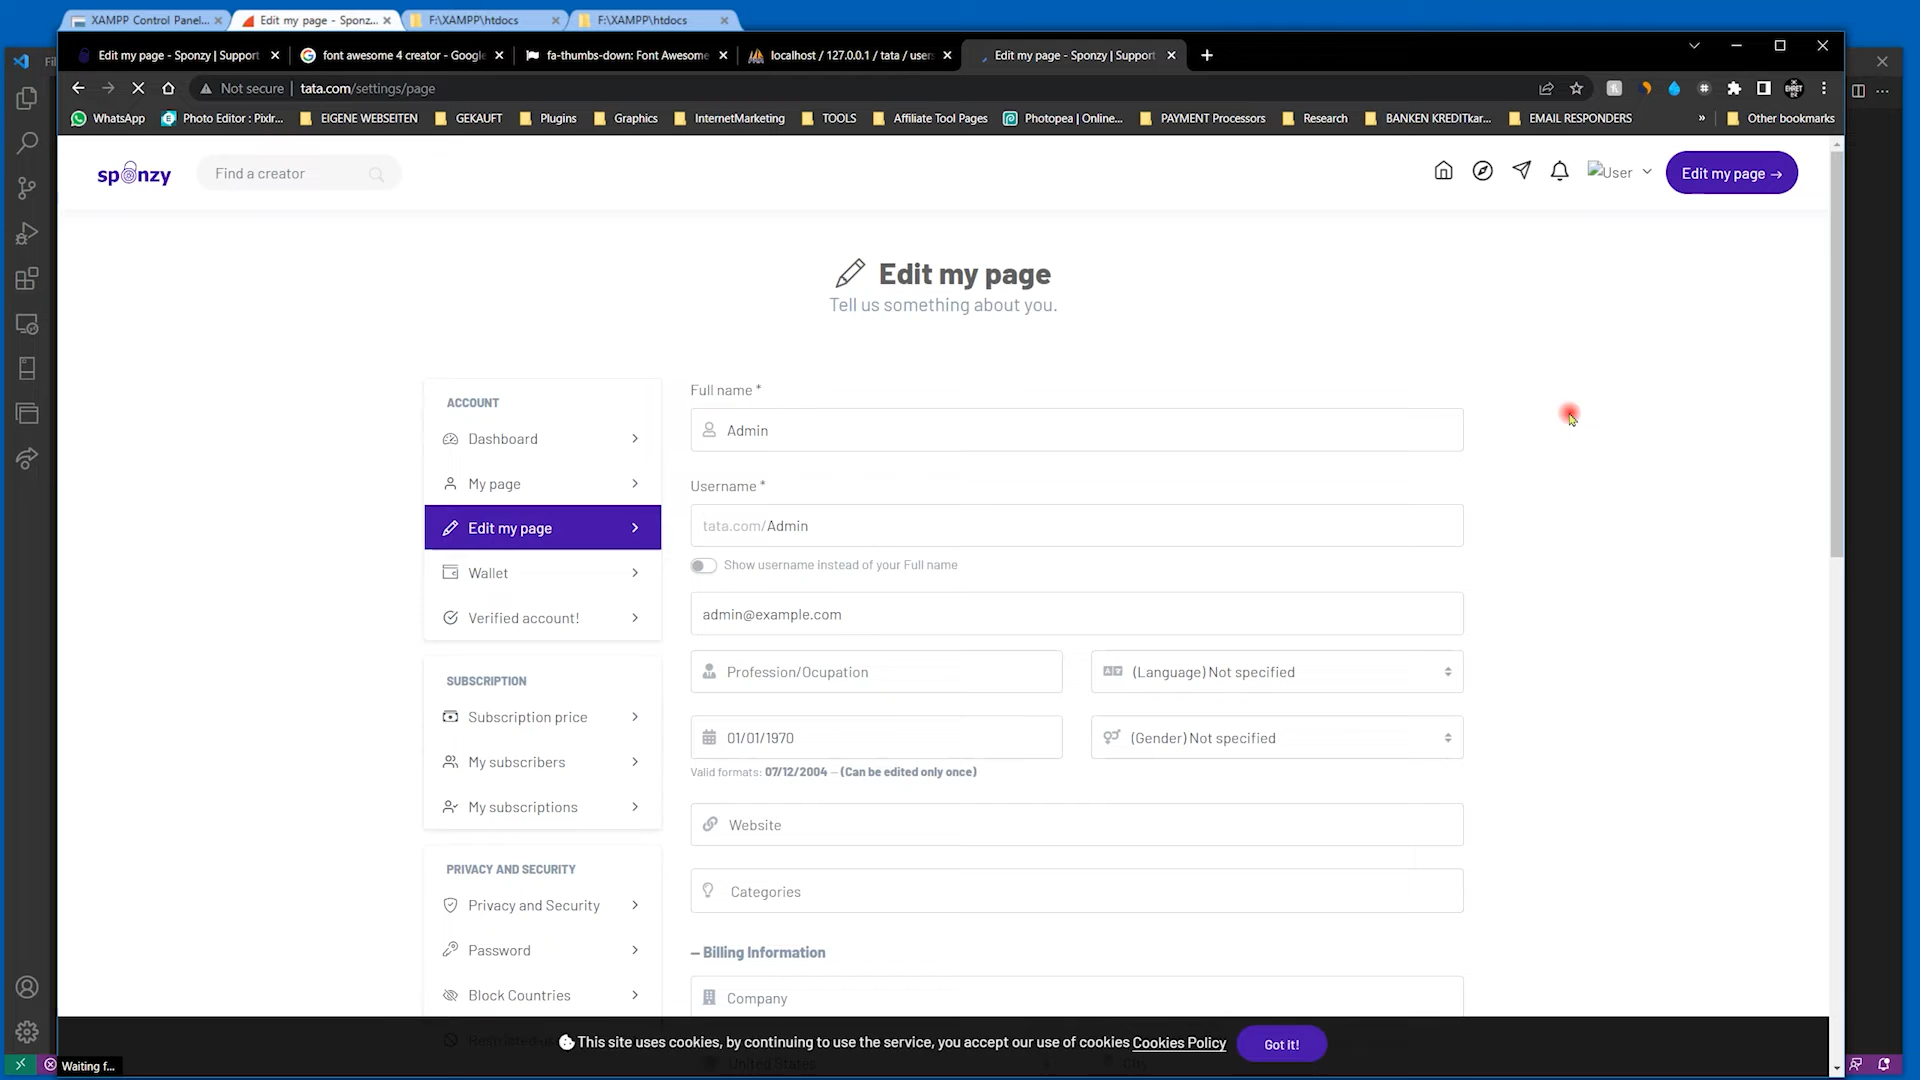 XAMPP Control Panel...
Edit my page - Sponz...
F:\XAMPP\htdocs
F:\XAMPP\htdocs
Edit my page - Sponzy | Support
font awesome 4 creator - Google
fa-thumbs-down: Font Awesome
localhost / 127.0.0.1 / tata / users
Edit my page - Sponzy | Support
Not secure
tata.com/settings/page
WhatsApp
Photo Editor : Pixlr...
EIGENE WEBSEITEN
GEKAUFT
Plugins
Graphics
InternetMarketing
TOOLS
Affiliate Tool Pages
Photopea | Online...
PAYMENT Processors
Research
BANKEN KREDITkar...
EMAIL RESPONDERS
»
Other bookmarks
sponzy
Find a creator
User
Edit my page →
Edit my page
Tell us something about you.
ACCOUNT
Dashboard
My page
Edit my page
Wallet
Verified account!
SUBSCRIPTION
Subscription price
My subscribers
My subscriptions
PRIVACY AND SECURITY
Privacy and Security
Password
Block Countries
Full name *
Admin
Username *
tata.com/Admin
Show username instead of your Full name
admin@example.com
Profession/Ocupation
(Language) Not specified
01/01/1970
(Gender) Not specified
Valid formats: 07/12/2004 – (Can be edited only once)
Website
Categories
– Billing Information
Company
United States
City
This site uses cookies, by continuing to use the service, you accept our use of cookies Cookies Policy
Got it!
Waiting f...